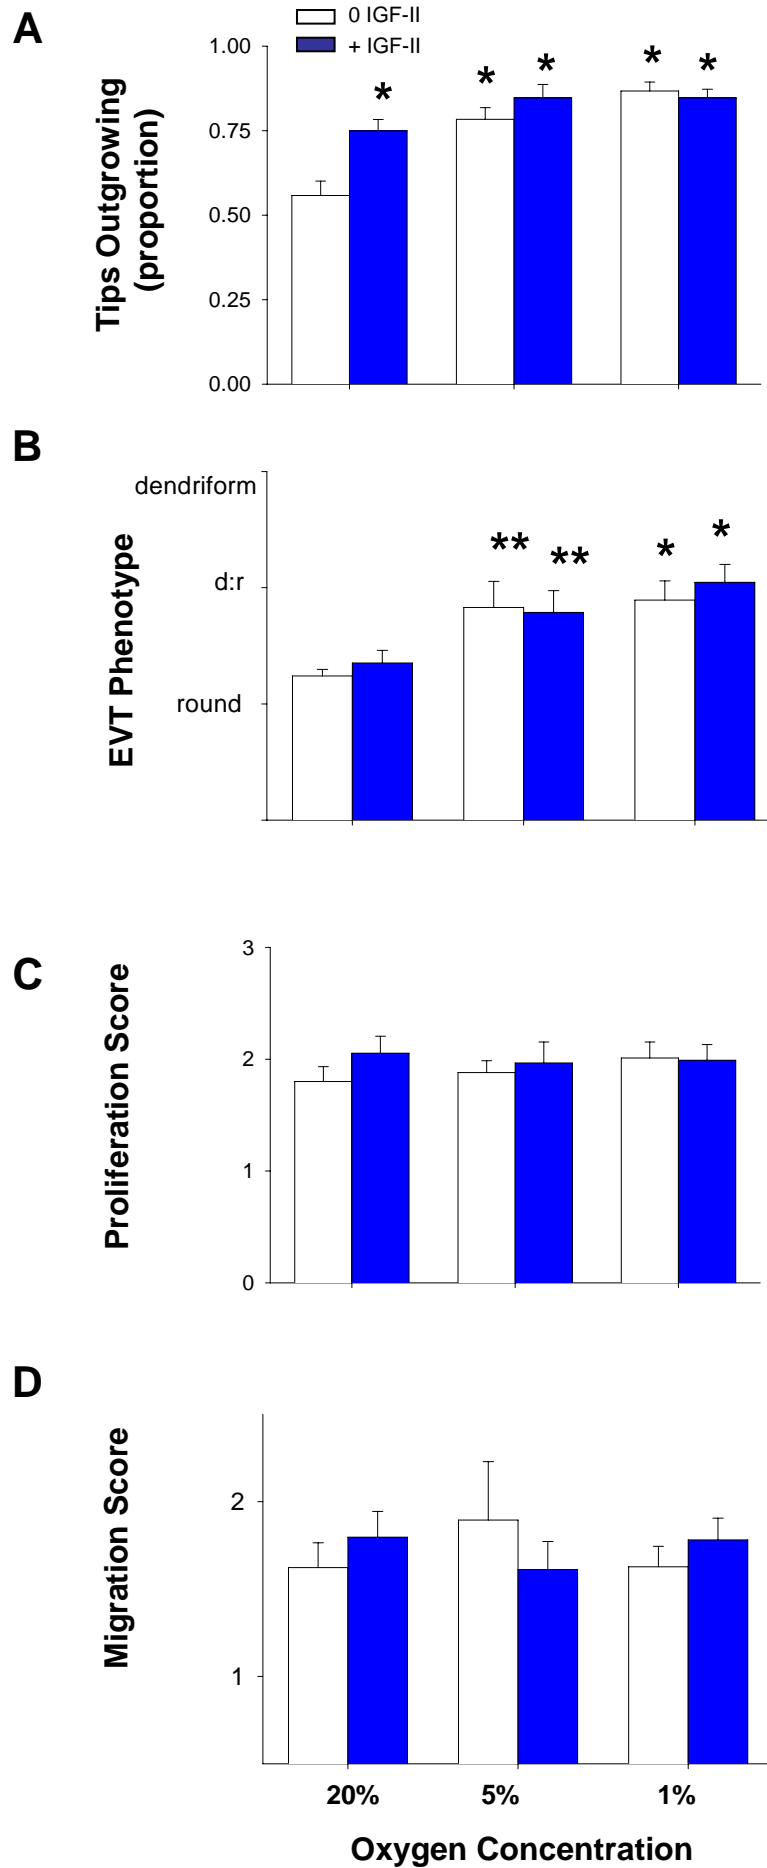 A
0 IGF-II
+ IGF-II
Tips Outgrowing
(proportion)
1.00
0.75
0.50
0.25
0.00
*
*
*
*
*
B
EVT Phenotype
dendriform
d:r
round
**
**
*
*
C
Proliferation Score
3
2
1
0
D
Migration Score
2
1
20% 5% 1%
Oxygen Concentration